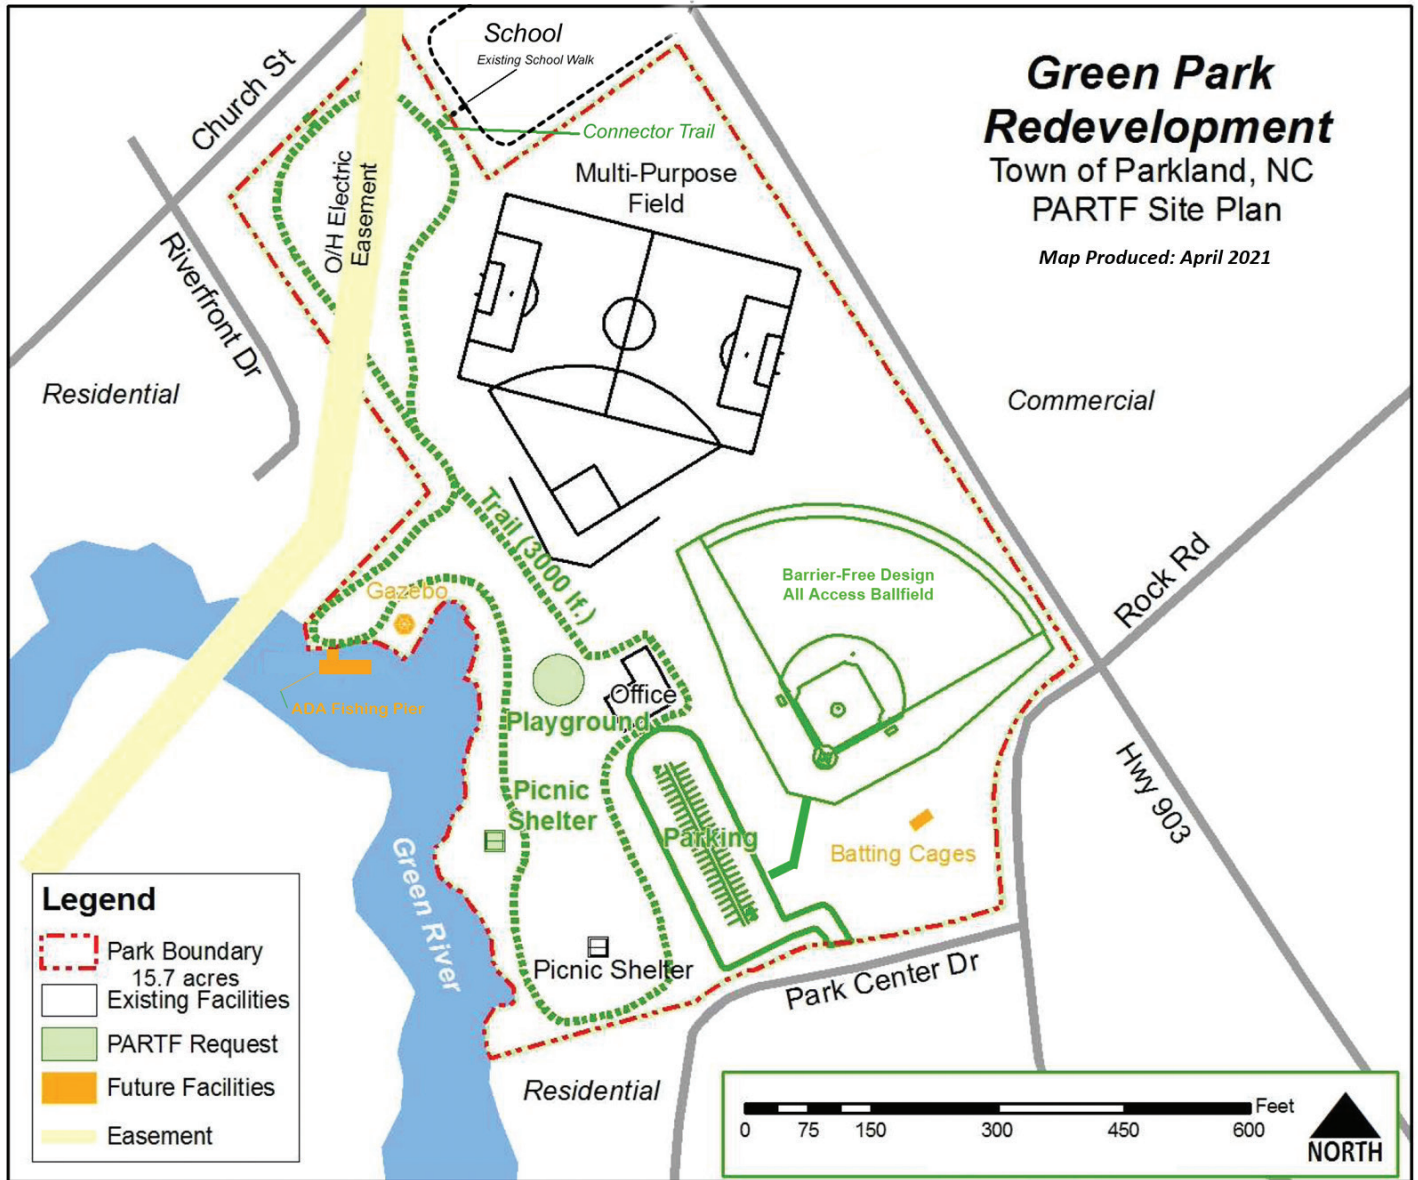 Green Park
Redevelopment
Town of Parkland, NC
PARTF Site Plan
Map Produced: April 2021
School
Existing School Walk
Connector Trail
Church St
O/H Electric
Easement
Multi-Purpose
Field
Riverfront Dr
Residential
Commercial
Trail (3000 lf.)
Barrier-Free Design
All Access Ballfield
Rock Rd
Gazebo
ADA Fishing Pier
Office
Playground
Picnic
Shelter
Parking
Hwy 903
Batting Cages
Green River
Picnic Shelter
Park Center Dr
Residential
Legend
Park Boundary
15.7 acres
Existing Facilities
PARTF Request
Future Facilities
Easement
Feet
0 75 150 300 450 600
NORTH